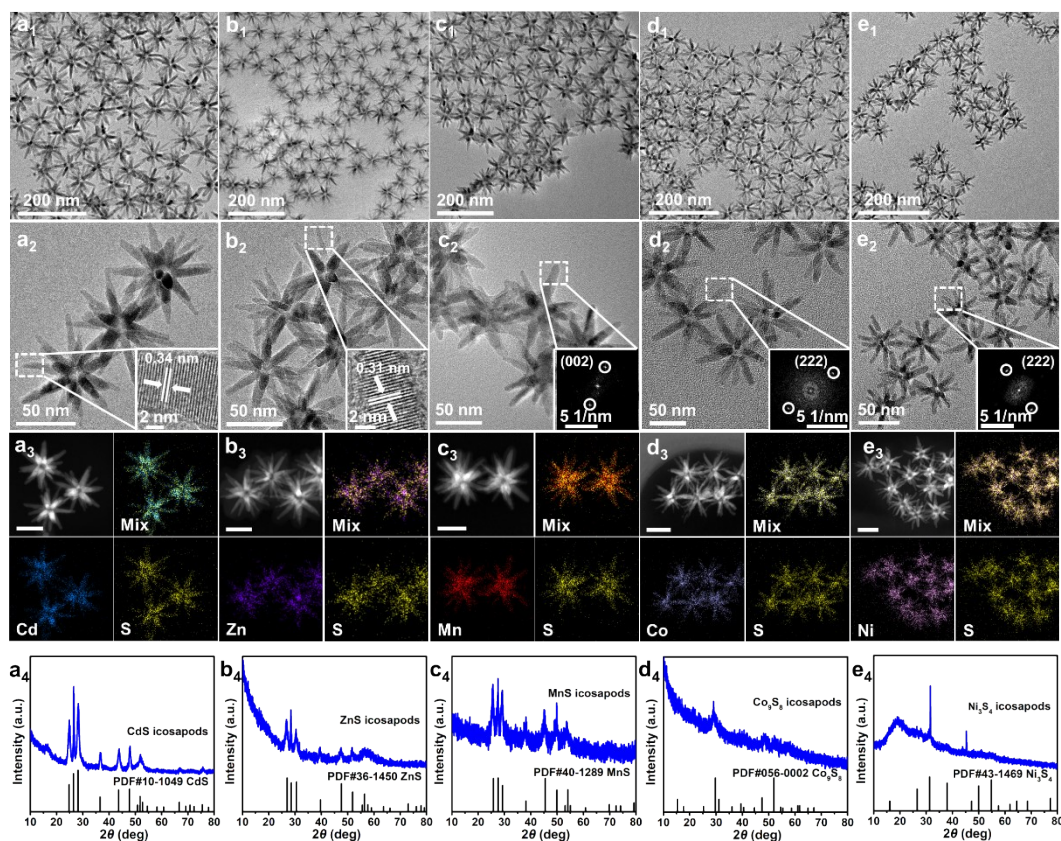 a1
b1
c1
d1
e1
200 nm
200 nm
200 nm
200 nm
200 nm
a2
b2
c2
d2
e2
0.34 nm
0.31 nm
(002)
(222)
(222)
50 nm
2 nm
50 nm
2 nm
50 nm
5 1/nm
50 nm
5 1/nm
50 nm
5 1/nm
a3
b3
c3
d3
e3
Mix
Mix
Mix
Mix
Mix
Cd
S
Zn
S
Mn
S
Co
S
Ni
S
a4
b4
c4
d4
e4
CdS icosapods
ZnS icosapods
MnS icosapods
Co9S8 icosapods
Ni3S4 icosapods
PDF#10-1049 CdS
PDF#36-1450 ZnS
PDF#40-1289 MnS
PDF#056-0002 Co9S8
PDF#43-1469 Ni3S4
Intensity (a.u.)
Intensity (a.u.)
Intensity (a.u.)
Intensity (a.u.)
Intensity (a.u.)
10 20 30 40 50 60 70 80
10 20 30 40 50 60 70 80
10 20 30 40 50 60 70 80
10 20 30 40 50 60 70 80
10 20 30 40 50 60 70 80
2θ (deg)
2θ (deg)
2θ (deg)
2θ (deg)
2θ (deg)